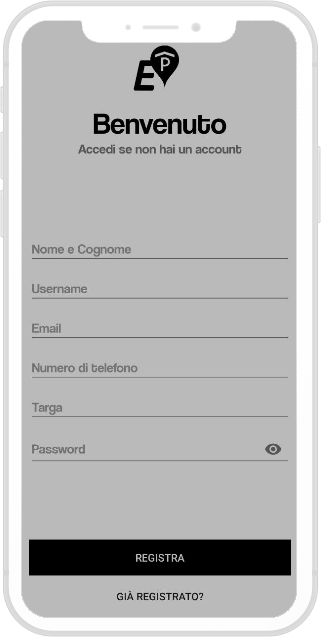 EP
Benvenuto
Accedi se non hai un account
Nome e Cognome
Username
Email
Numero di telefono
Targa
Password
REGISTRA
GIÀ REGISTRATO?